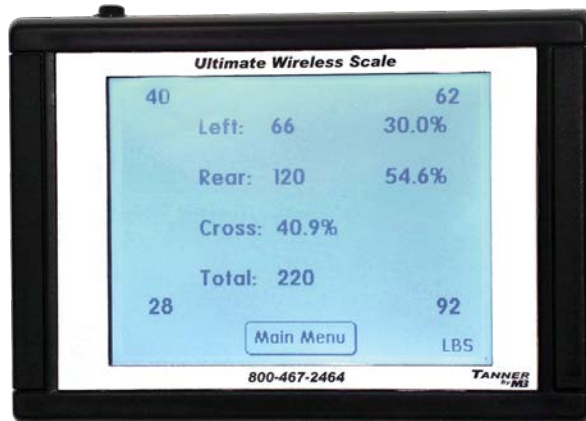 Ultimate Wireless Scale
40 62
Left: 66 30.0%
Rear: 120 54.6%
Cross: 40.9%
Total: 220
28 92
Main Menu
LBS
800-467-2464
TANNER
by MB